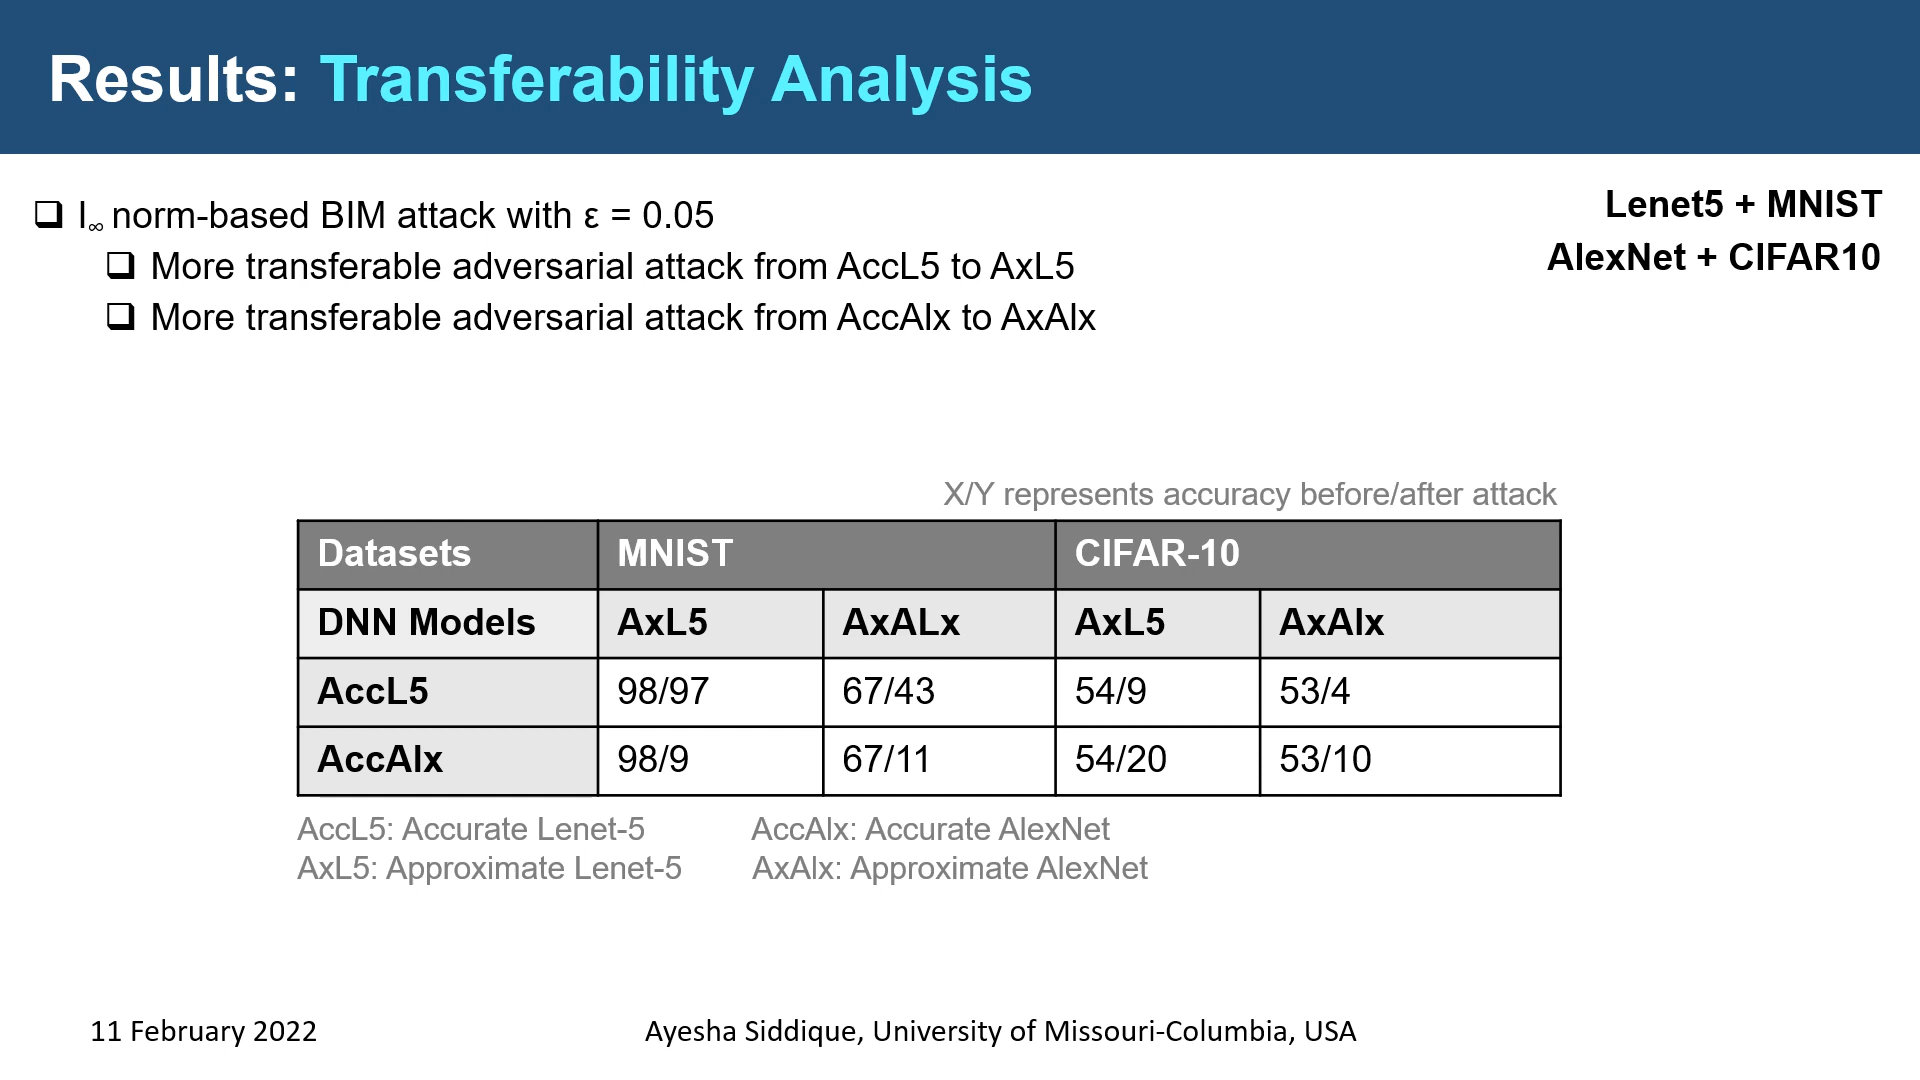 Results: Transferability Analysis
l∞ norm-based BIM attack with ε = 0.05
More transferable adversarial attack from AccL5 to AxL5
More transferable adversarial attack from AccAlx to AxAlx
Lenet5 + MNIST
AlexNet + CIFAR10
X/Y represents accuracy before/after attack
Datasets MNIST CIFAR-10
DNN Models AxL5 AxALx AxL5 AxAlx
AccL5 98/97 67/43 54/9 53/4
AccAlx 98/9 67/11 54/20 53/10
AccL5: Accurate Lenet-5 AccAlx: Accurate AlexNet
AxL5: Approximate Lenet-5 AxAlx: Approximate AlexNet
11 February 2022 Ayesha Siddique, University of Missouri-Columbia, USA